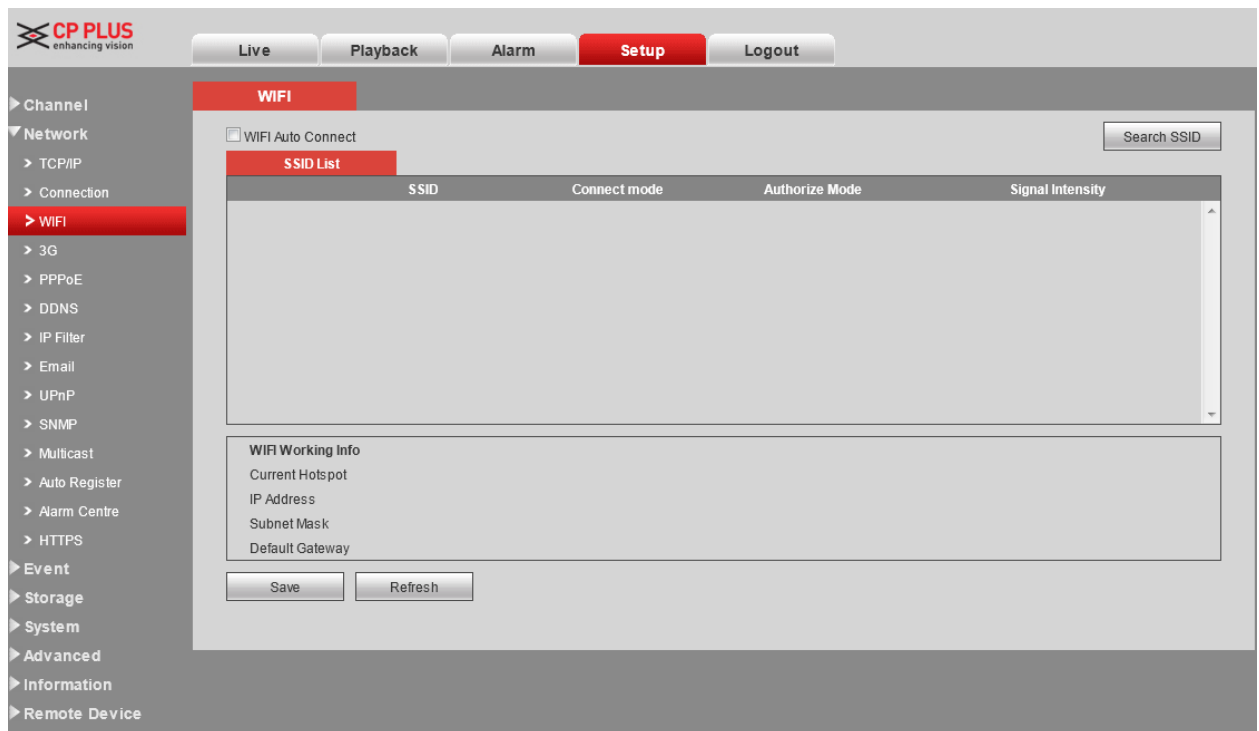 CP PLUS
enhancing vision
Live Playback Alarm Setup Logout
Channel
Network
> TCP/IP
> Connection
> WIFI
> 3G
> PPPoE
> DDNS
> IP Filter
> Email
> UPnP
> SNMP
> Multicast
> Auto Register
> Alarm Centre
> HTTPS
Event
Storage
System
Advanced
Information
Remote Device
WIFI
WIFI Auto Connect Search SSID
SSID List
SSID Connect mode Authorize Mode Signal Intensity
WIFI Working Info
Current Hotspot
IP Address
Subnet Mask
Default Gateway
Save Refresh